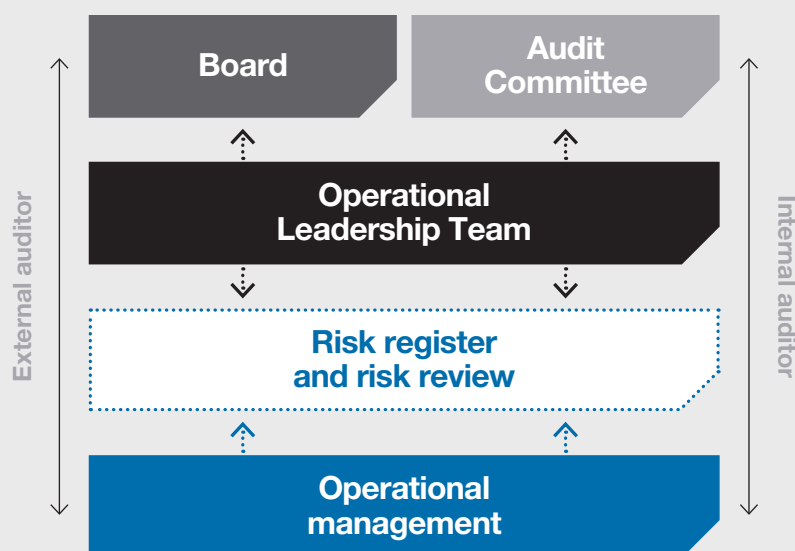 Board
Audit
Committee
Operational
Leadership Team
External auditor
Internal auditor
Risk register
and risk review
Operational
management